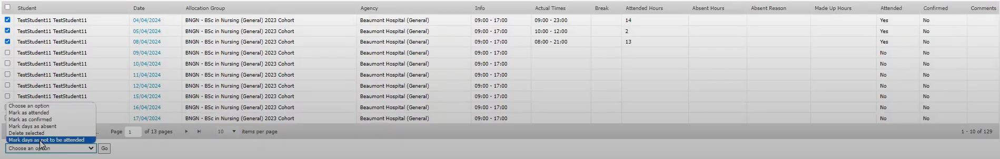 Student Date Allocation Group Agency Info Actual Times Break Attended Hours Absent Hours Absent Reason Made Up Hours Attended Confirmed Comments
TestStudent11 TestStudent11 04/04/2024 BNGN - BSc in Nursing (General) 2023 Cohort Beaumont Hospital (General) 09:00 - 17:00 09:00 - 23:00 14 Yes No
TestStudent11 TestStudent11 05/04/2024 BNGN - BSc in Nursing (General) 2023 Cohort Beaumont Hospital (General) 09:00 - 17:00 10:00 - 12:00 2 Yes No
TestStudent11 TestStudent11 08/04/2024 BNGN - BSc in Nursing (General) 2023 Cohort Beaumont Hospital (General) 09:00 - 17:00 08:00 - 21:00 13 Yes No
TestStudent11 TestStudent11 09/04/2024 BNGN - BSc in Nursing (General) 2023 Cohort Beaumont Hospital (General) 09:00 - 17:00 No No
TestStudent11 TestStudent11 10/04/2024 BNGN - BSc in Nursing (General) 2023 Cohort Beaumont Hospital (General) 09:00 - 17:00 No No
TestStudent11 TestStudent11 11/04/2024 BNGN - BSc in Nursing (General) 2023 Cohort Beaumont Hospital (General) 09:00 - 17:00 No No
TestStudent11 TestStudent11 12/04/2024 BNGN - BSc in Nursing (General) 2023 Cohort Beaumont Hospital (General) 09:00 - 17:00 No No
TestStudent11 TestStudent11 15/04/2024 BNGN - BSc in Nursing (General) 2023 Cohort Beaumont Hospital (General) 09:00 - 17:00 No No
16/04/2024 BNGN - BSc in Nursing (General) 2023 Cohort Beaumont Hospital (General) 09:00 - 17:00 No No
17/04/2024 BNGN - BSc in Nursing (General) 2023 Cohort Beaumont Hospital (General) 09:00 - 17:00 No No
Choose an option
Mark as attended
Mark as confirmed
Mark days as absent
Delete selected
Mark days as not to be attended
... Page 1 of 13 pages 10 items per page 1 - 10 of 129
Choose an option Go